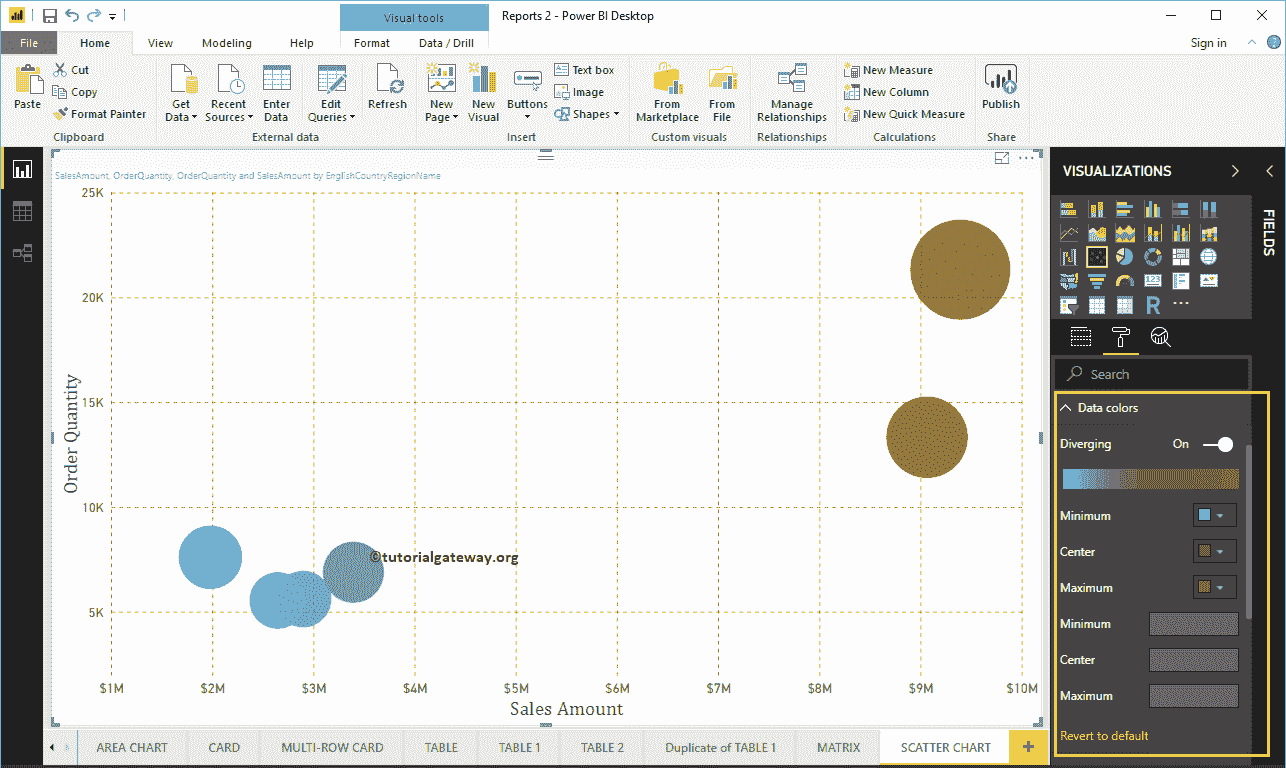 Visual tools
Reports 2 - Power BI Desktop
File Home View Modeling Help Format Data / Drill Sign in
Paste
Cut
Copy
Format Painter
Clipboard
Get Data
Recent Sources
Enter Data
Edit Queries
External data
Refresh
New Page
New Visual
Buttons
Text box
Image
Shapes
Insert
From Marketplace
From File
Custom visuals
Manage Relationships
Relationships
New Measure
New Column
New Quick Measure
Calculations
Publish
Share
SalesAmount, OrderQuantity, OrderQuantity and SalesAmount by EnglishCountryRegionName
25K
20K
15K
10K
5K
Order Quantity
©tutorialgateway.org
$1M $2M $3M $4M $5M $6M $7M $8M $9M $10M
Sales Amount
VISUALIZATIONS
FIELDS
123
R
Search
Data colors
Diverging On
Minimum
Center
Maximum
Minimum
Center
Maximum
Revert to default
AREA CHART CARD MULTI-ROW CARD TABLE TABLE 1 TABLE 2 Duplicate of TABLE 1 MATRIX SCATTER CHART +